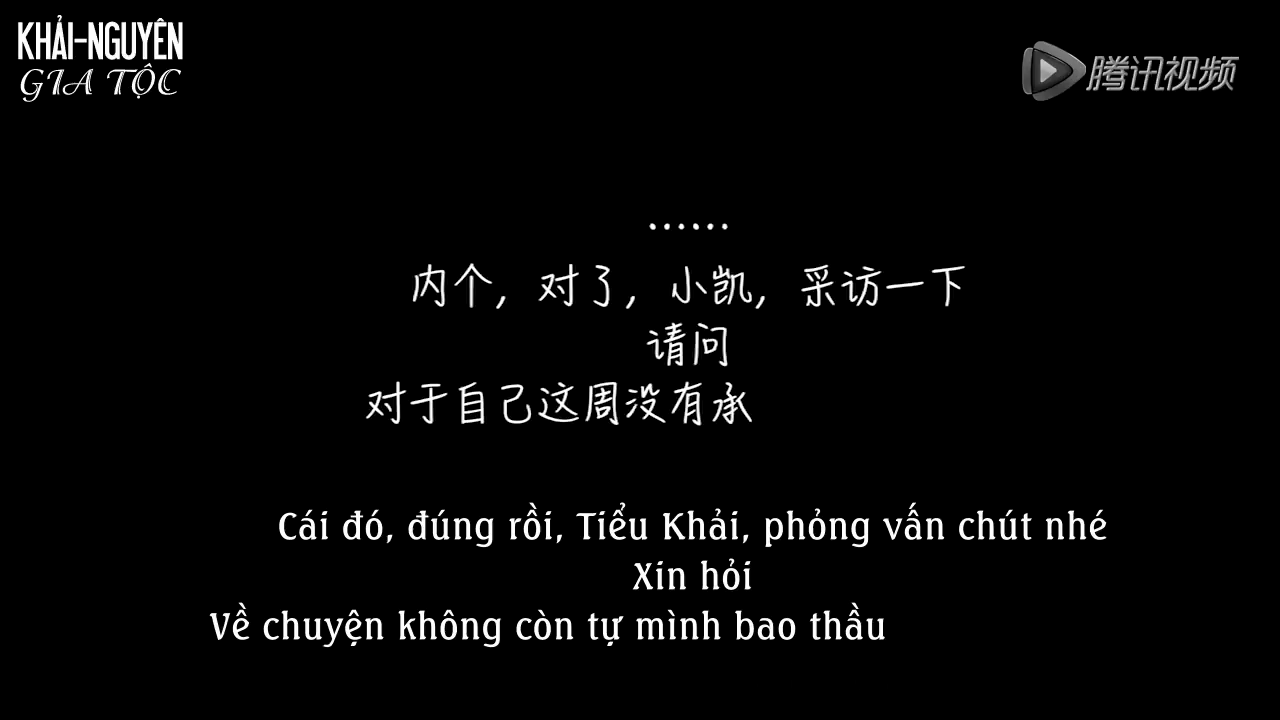 KHẢI-NGUYÊN
GIA TỘC
腾讯视频
......
内个, 对了, 小凯, 采访一下
请问
对于自己这周没有承
Cái đó, đúng rồi, Tiểu Khải, phỏng vấn chút nhé
Xin hỏi
Về chuyện không còn tự mình bao thầu